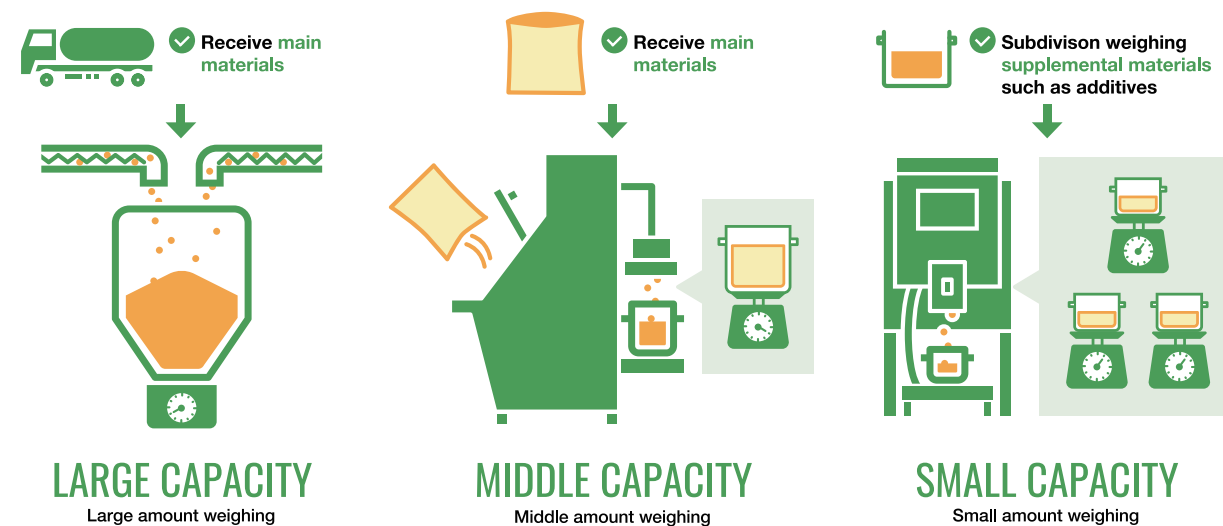 Receive main
materials
Receive main
materials
Subdivison weighing
supplemental materials
such as additives
LARGE CAPACITY
Large amount weighing
MIDDLE CAPACITY
Middle amount weighing
SMALL CAPACITY
Small amount weighing